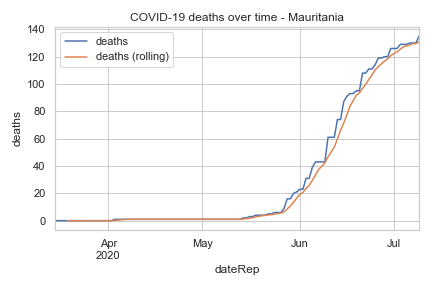 COVID-19 deaths over time - Mauritania
deaths
deaths (rolling)
140
120
100
80
60
40
20
0
deaths
Apr
2020
May
Jun
Jul
dateRep